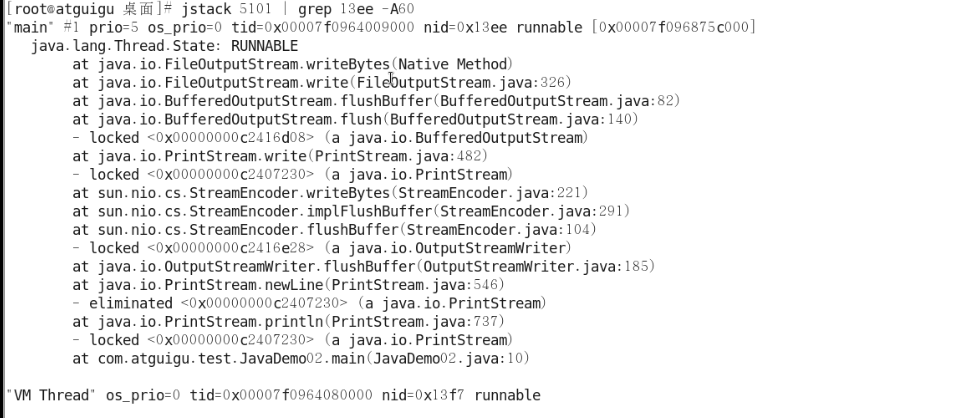 [root@atguigu 桌面]# jstack 5101 | grep 13ee -A60
"main" #1 prio=5 os_prio=0 tid=0x00007f0964009000 nid=0x13ee runnable [0x00007f096875c000]
java.lang.Thread.State: RUNNABLE
at java.io.FileOutputStream.writeBytes(Native Method)
at java.io.FileOutputStream.write(FileOutputStream.java:326)
at java.io.BufferedOutputStream.flushBuffer(BufferedOutputStream.java:82)
at java.io.BufferedOutputStream.flush(BufferedOutputStream.java:140)
- locked <0x00000000c2416d08> (a java.io.BufferedOutputStream)
at java.io.PrintStream.write(PrintStream.java:482)
- locked <0x00000000c2407230> (a java.io.PrintStream)
at sun.nio.cs.StreamEncoder.writeBytes(StreamEncoder.java:221)
at sun.nio.cs.StreamEncoder.implFlushBuffer(StreamEncoder.java:291)
at sun.nio.cs.StreamEncoder.flushBuffer(StreamEncoder.java:104)
- locked <0x00000000c2416e28> (a java.io.OutputStreamWriter)
at java.io.OutputStreamWriter.flushBuffer(OutputStreamWriter.java:185)
at java.io.PrintStream.newLine(PrintStream.java:546)
- eliminated <0x00000000c2407230> (a java.io.PrintStream)
at java.io.PrintStream.println(PrintStream.java:737)
- locked <0x00000000c2407230> (a java.io.PrintStream)
at com.atguigu.test.JavaDemo02.main(JavaDemo02.java:10)
"VM Thread" os_prio=0 tid=0x00007f0964080000 nid=0x13f7 runnable